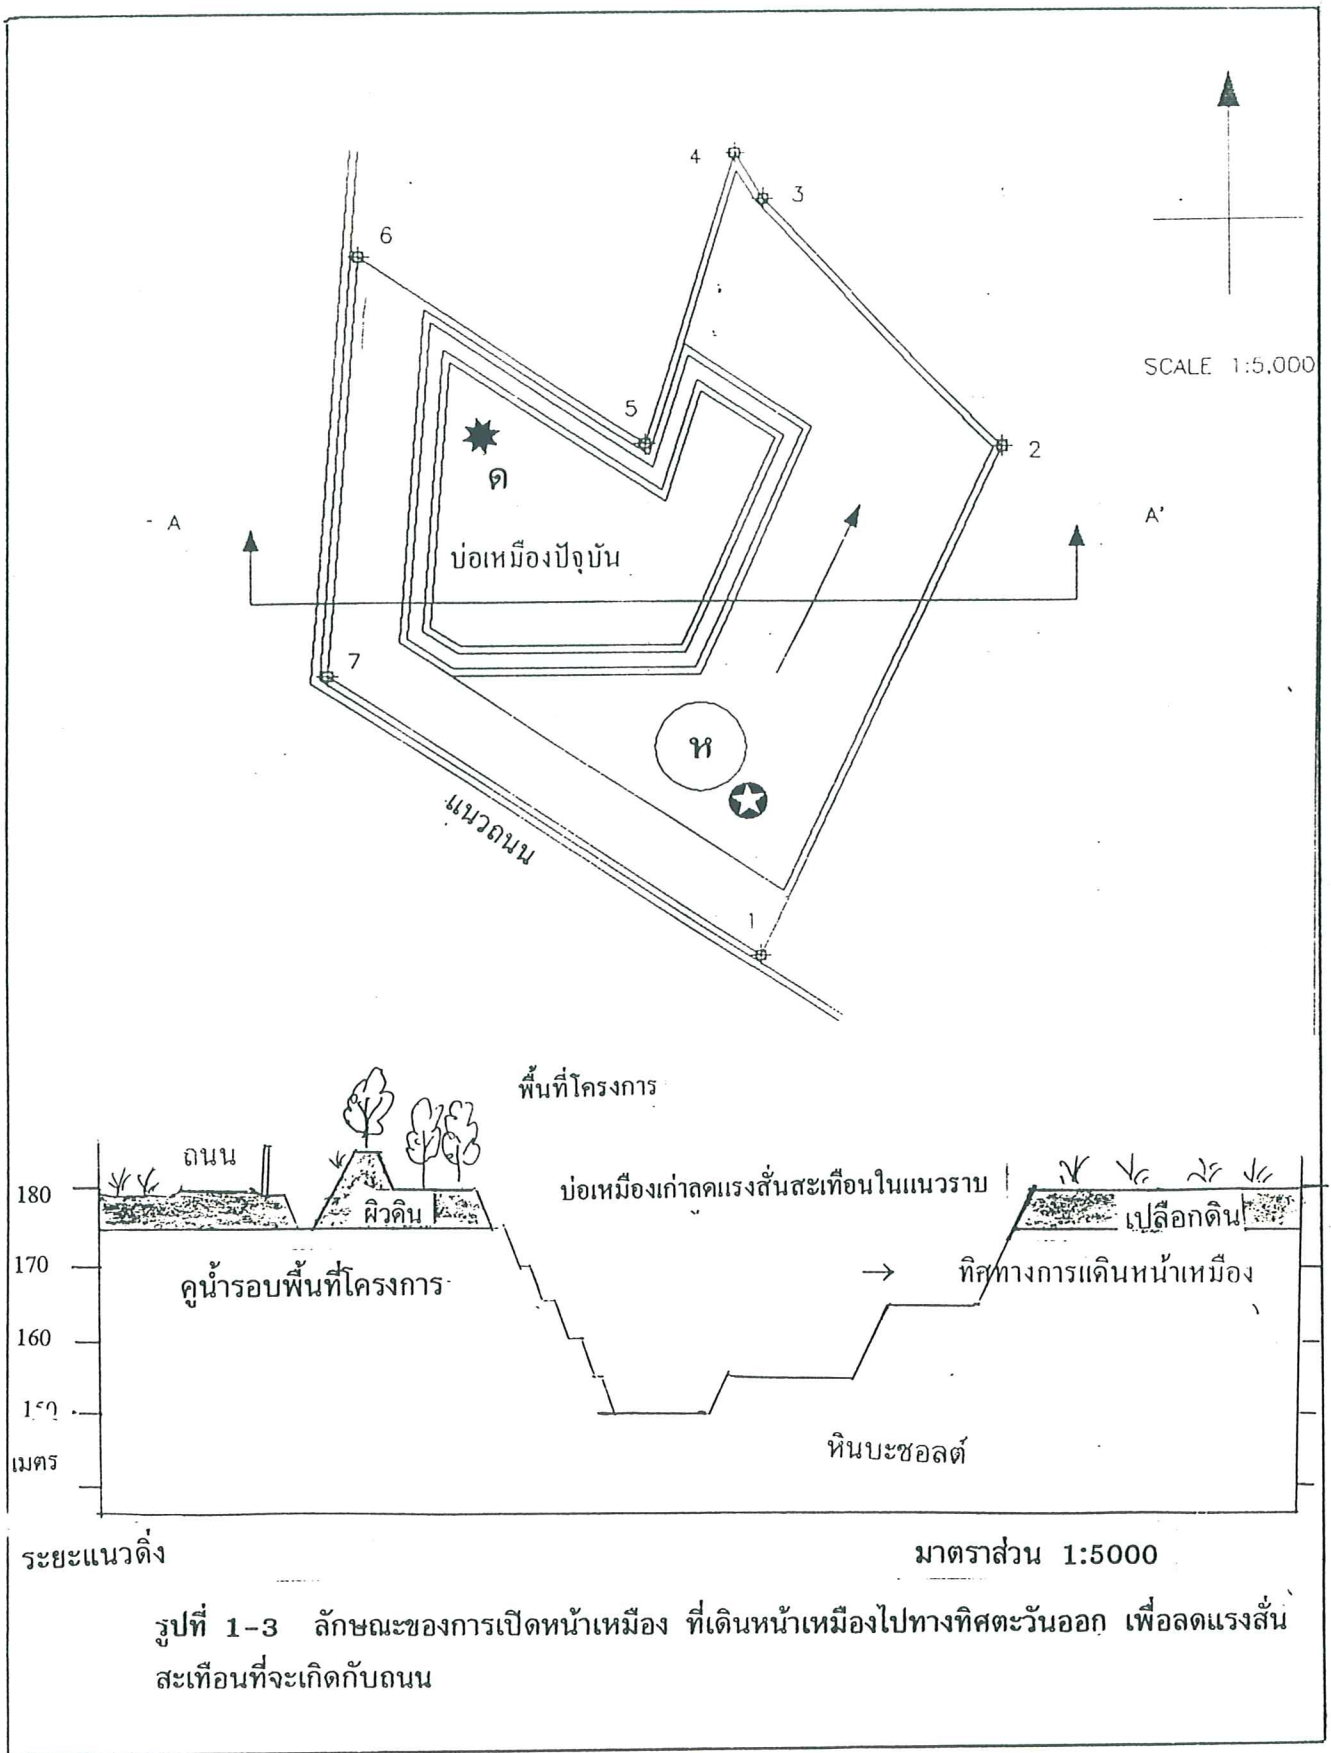 4
3
6
SCALE 1:5,000
5
2
ด
A
A'
บ่อเหมืองปัจุบัน
7
ห
แนวถนน
1
พื้นที่โครงการ
ถนน
180
บ่อเหมืองเก่าลดแรงสั่นสะเทือนในแนวราบ
ผิวดิน
เปลือกดิน
170
คูน้ำรอบพื้นที่โครงการ
→ ทิศทางการแดินหน้าเหมือง
160
เมตร
หินบะซอลต์
ระยะแนวดิ่ง
มาตราส่วน 1:5000
รูปที่ 1-3 ลักษณะของการเปิดหน้าเหมือง ที่เดินหน้าเหมืองไปทางทิศตะวันออก เพื่อลดแรงสั่น
สะเทือนที่จะเกิดกับถนน